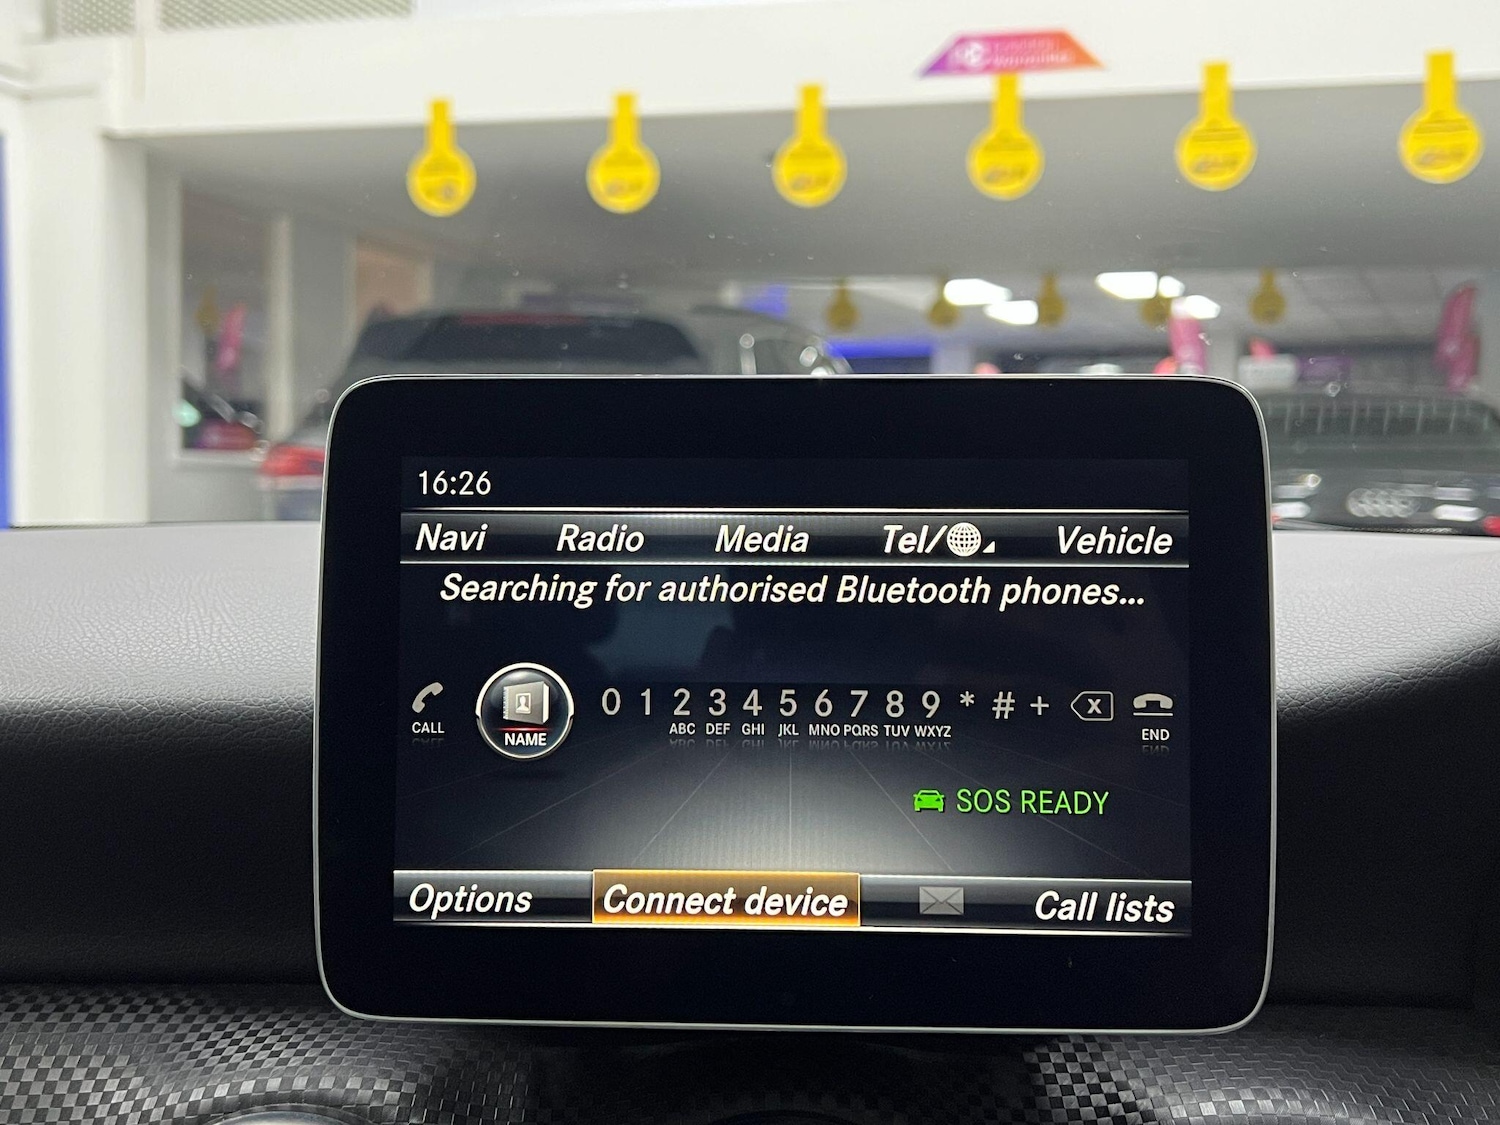 16:26
Navi Radio Media Tel/ Vehicle
Searching for authorised Bluetooth phones...
0 1 2 3 4 5 6 7 8 9 * # + X
CALL NAME ABC DEF GHI JKL MNO PQRS TUV WXYZ END
SOS READY
Options Connect device Call lists